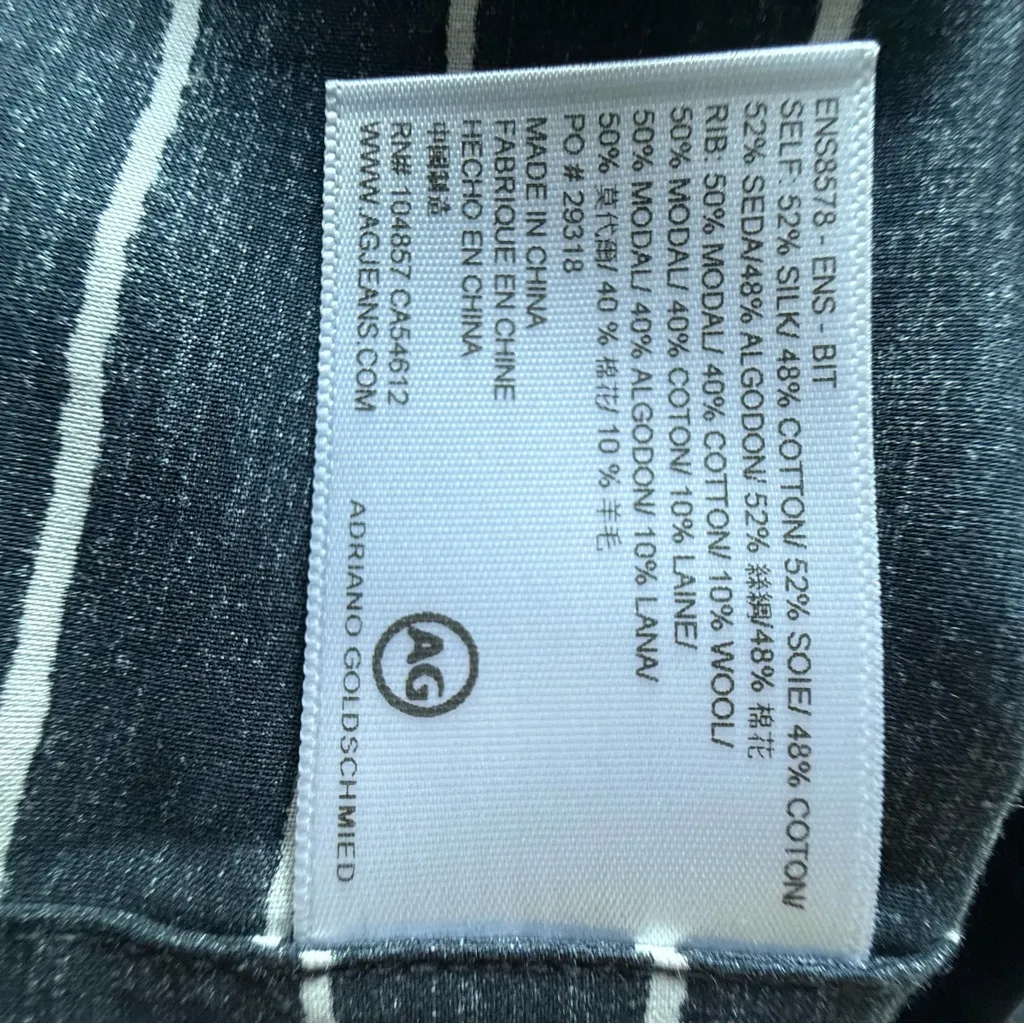 ENS8578 - ENS - BIT
SELF: 52% SILK/ 48% COTTON/ 52% SOIE/ 48% COTON/
52% SEDA/48% ALGODON/ 52% 絲綢/48% 棉花
RIB: 50% MODAL/ 40% COTTON/ 10% WOOL/
50% MODAL/ 40% COTON/ 10% LAINE/
50% MODAL/ 40% ALGODON/ 10% LANA/
50% 莫代爾/ 40 % 棉花/ 10 % 羊毛
PO # 29318
MADE IN CHINA
FABRIQUE EN CHINE
HECHO EN CHINA
中國製造
RN# 104857 CA54612
WWW.AGJEANS.COM
AG
ADRIANO GOLDSCHMIED